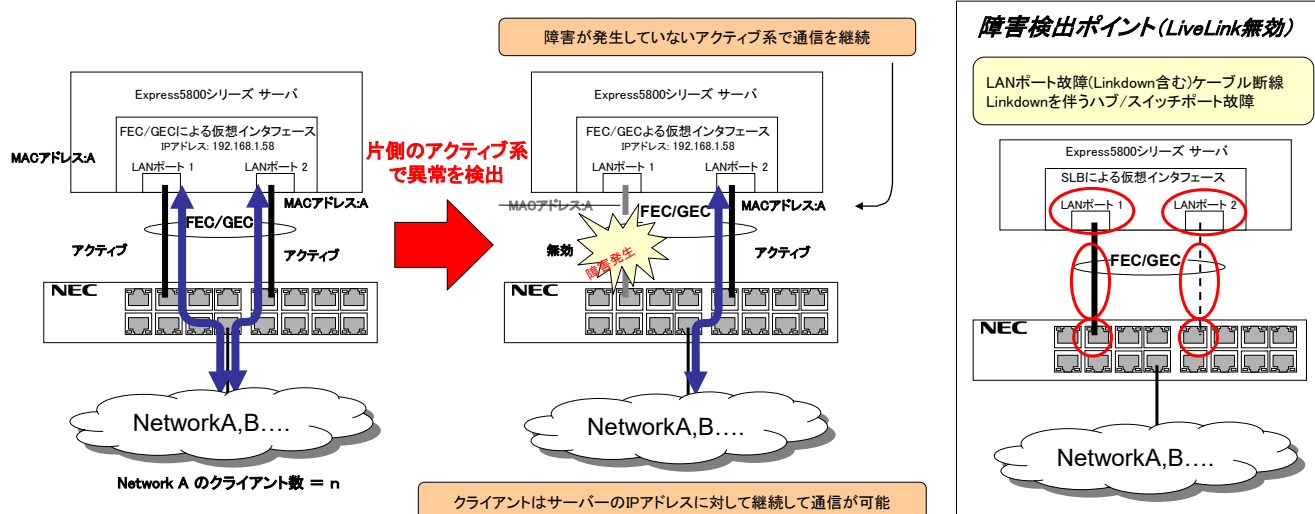 障害が発生していないアクティブ系で通信を継続
Express5800シリーズ サーバ
FEC/GECによる仮想インタフェース
IPアドレス: 192.168.1.58
LANポート 1
LANポート 2
MACアドレス:A
MACアドレス:A
FEC/GEC
アクティブ
アクティブ
NEC
NetworkA,B….
Network A のクライアント数 = n
片側のアクティブ系
で異常を検出
Express5800シリーズ サーバ
FEC/GECよる仮想インタフェース
IPアドレス: 192.168.1.58
LANポート 1
LANポート 2
MACアドレス:A
MACアドレス:A
FEC/GEC
無効
障害発生
アクティブ
NEC
NetworkA,B….
クライアントはサーバーのIPアドレスに対して継続して通信が可能
障害検出ポイント(LiveLink無効)
LANポート故障(Linkdown含む)ケーブル断線
Linkdownを伴うハブ/スイッチポート故障
Express5800シリーズ サーバ
SLBによる仮想インタフェース
LANポート 1
LANポート 2
FEC/GEC
NEC
NetworkA,B….